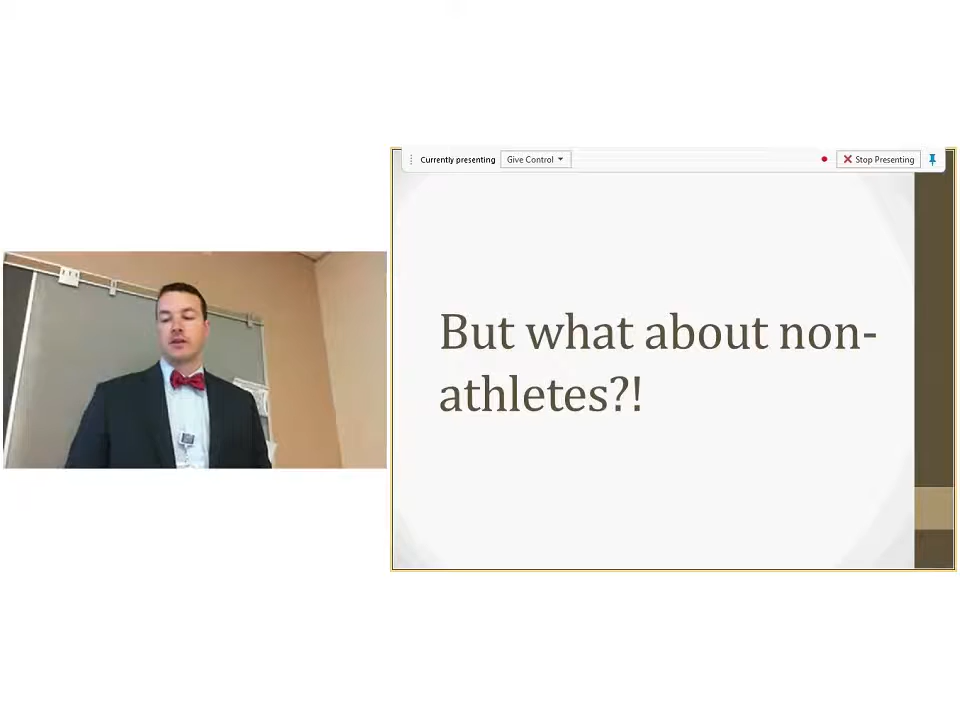 Currently presenting Give Control Stop Presenting
But what about non-
athletes?!